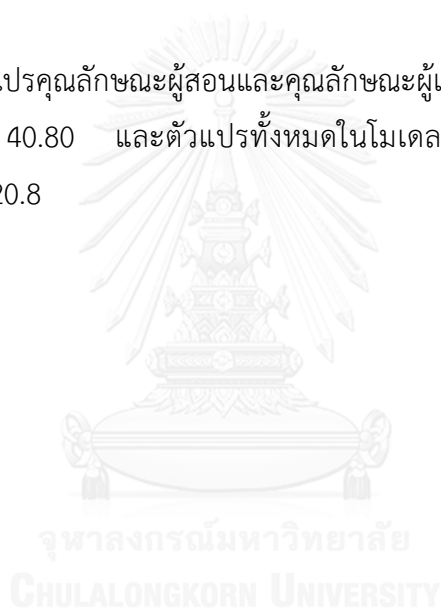 ปรคุณลักษณะผู้สอนและคุณลักษณะผู้เ
40.80 และตัวแปรทั้งหมดในโมเดล
20.8
จุฬาลงกรณ์มหาวิทยาลัย
CHULALONGKORN UNIVERSITY